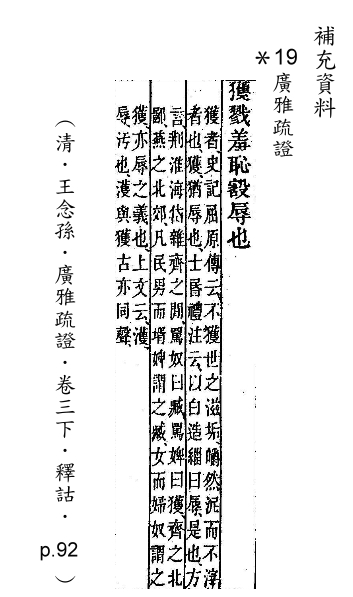 補充資料
*19
廣雅疏證
獲戮羞恥毅辱也
獲者、史記屈原傳云、不獲世之滋垢、皭然泥而不滓
者也、獲猶辱也、士昏禮注云、以白造緇曰辱、是也、方
言、荆淮海岱雜齊之閒、罵奴曰臧、罵婢曰獲、齊之北
鄙、燕之北郊、凡民男而壻婢謂之臧、女而婦奴謂之
獲、亦辱之義也、上文云、濩、
辱、汚也、濩與獲古亦同聲、
（清．王念孫．廣雅疏證．卷三下．釋詁．
p.92）